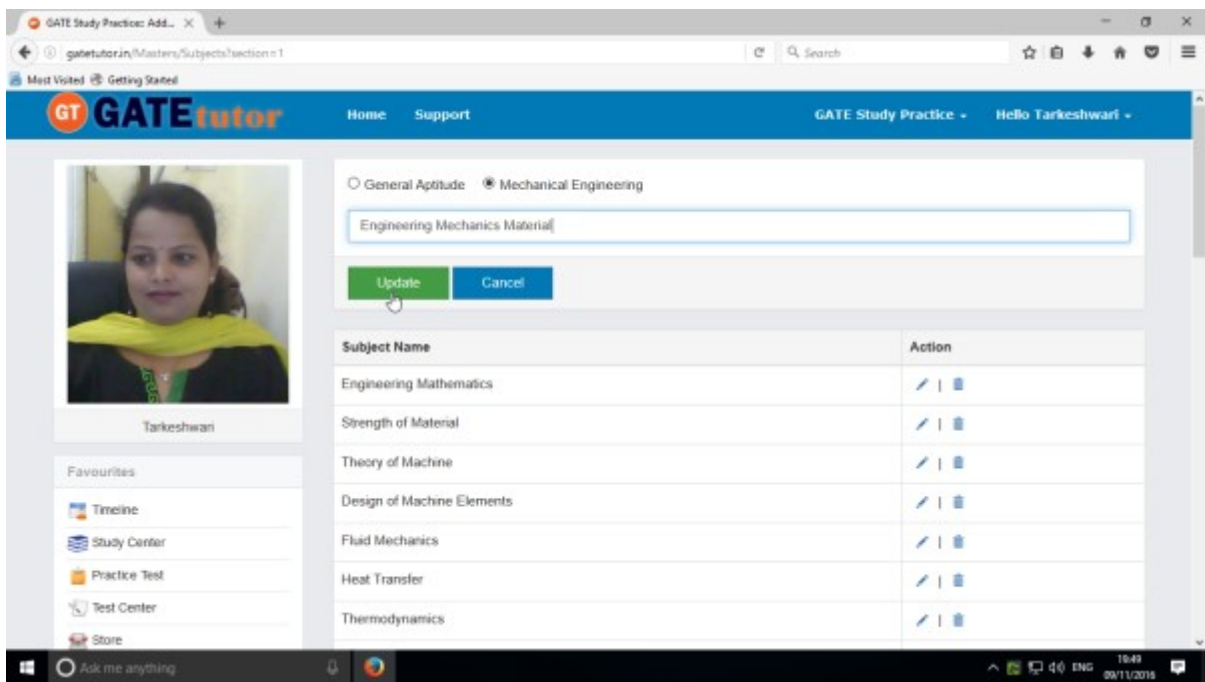 GATE Study Practice: Add...
gatetutor.in/Masters/Subjects?section=1
Search
Most Visited Getting Started
GT GATEtutor Home Support GATE Study Practice Hello Tarkeshwari
General Aptitude Mechanical Engineering
Engineering Mechanics Material
Update Cancel
Subject Name Action
Engineering Mathematics
Strength of Material
Theory of Machine
Design of Machine Elements
Fluid Mechanics
Heat Transfer
Thermodynamics
Tarkeshwari
Favourites
Timeline
Study Center
Practice Test
Test Center
Store
Ask me anything
ENG 19:49
09/11/2016